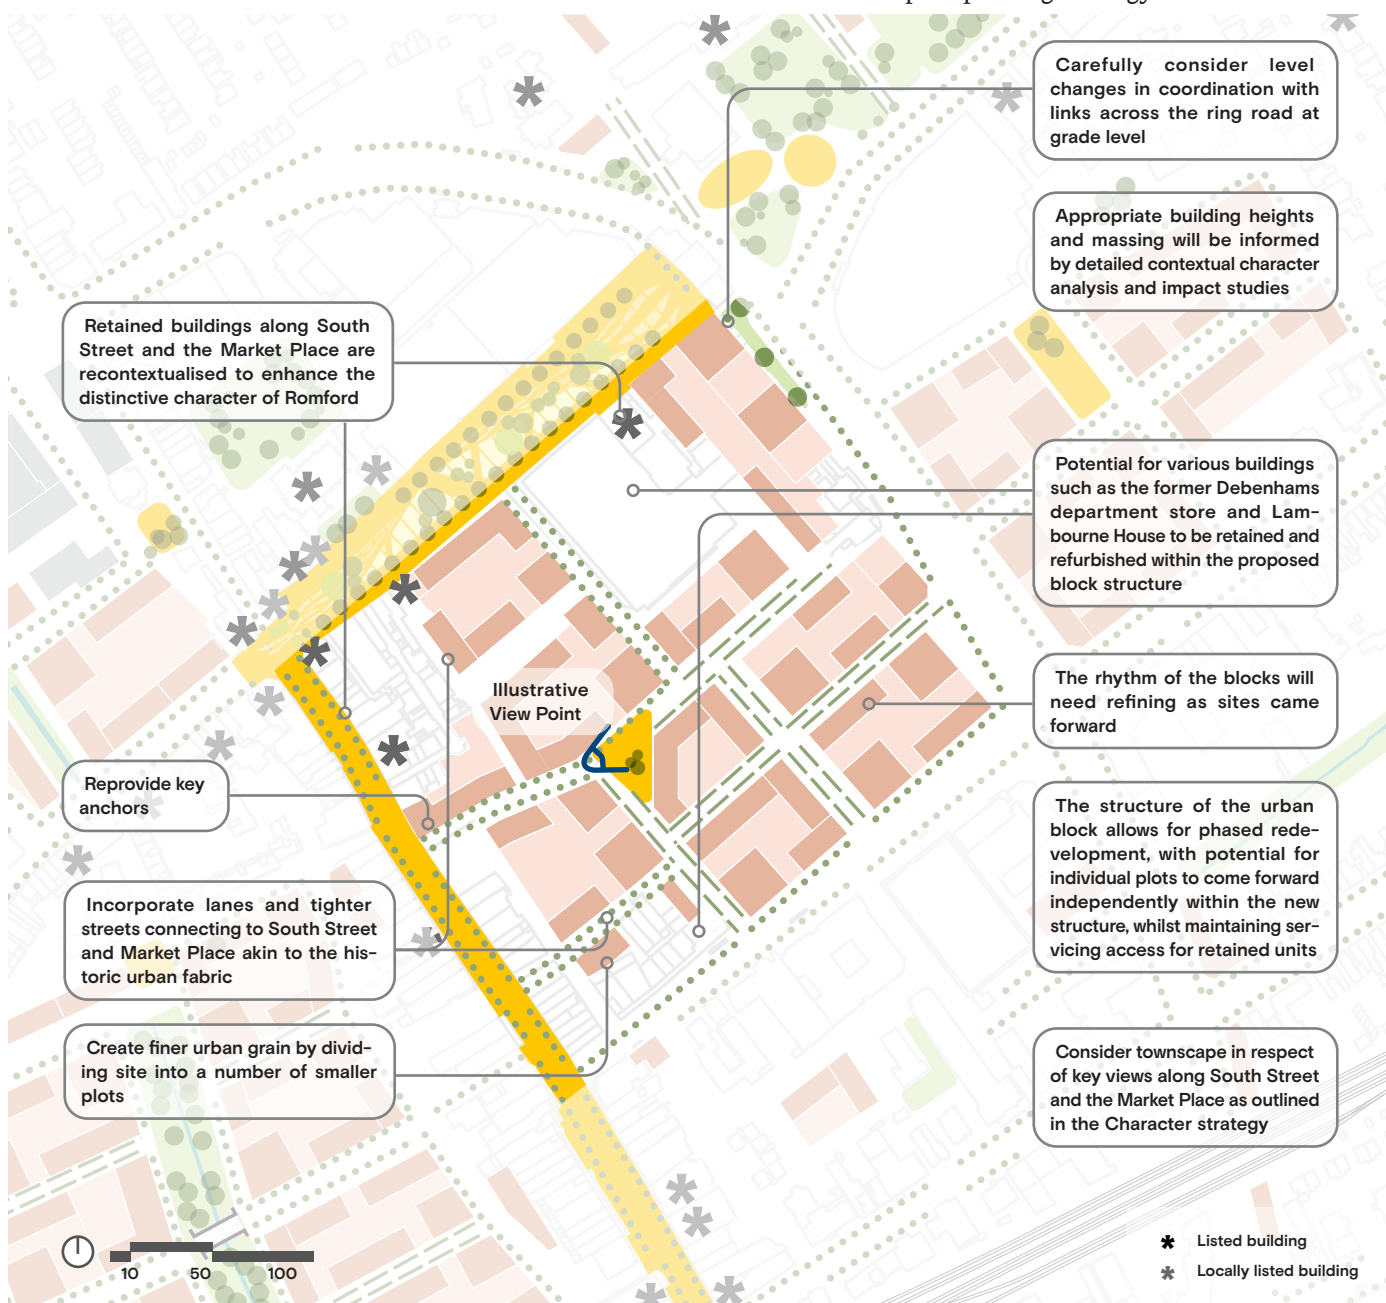 Carefully consider level
changes in coordination with
links across the ring road at
grade level
Appropriate building heights
and massing will be informed
by detailed contextual character
analysis and impact studies
Retained buildings along South
Street and the Market Place are
recontextualised to enhance the
distinctive character of Romford
Potential for various buildings
such as the former Debenhams
department store and Lam-
bourne House to be retained and
refurbished within the proposed
block structure
Illustrative
View Point
The rhythm of the blocks will
need refining as sites came
forward
Reprovide key
anchors
The structure of the urban
block allows for phased rede-
velopment, with potential for
individual plots to come forward
independently within the new
structure, whilst maintaining ser-
vicing access for retained units
Incorporate lanes and tighter
streets connecting to South Street
and Market Place akin to the his-
toric urban fabric
Create finer urban grain by divid-
ing site into a number of smaller
plots
Consider townscape in respect
of key views along South Street
and the Market Place as outlined
in the Character strategy
Listed building
Locally listed building
10 50 100